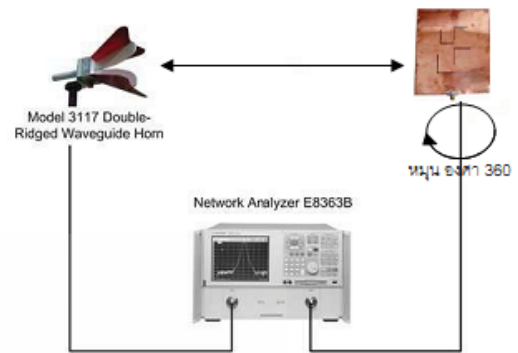 Model 3117 Double-
Ridged Waveguide Horn
หมุน องศา 360
Network Analyzer E8363B